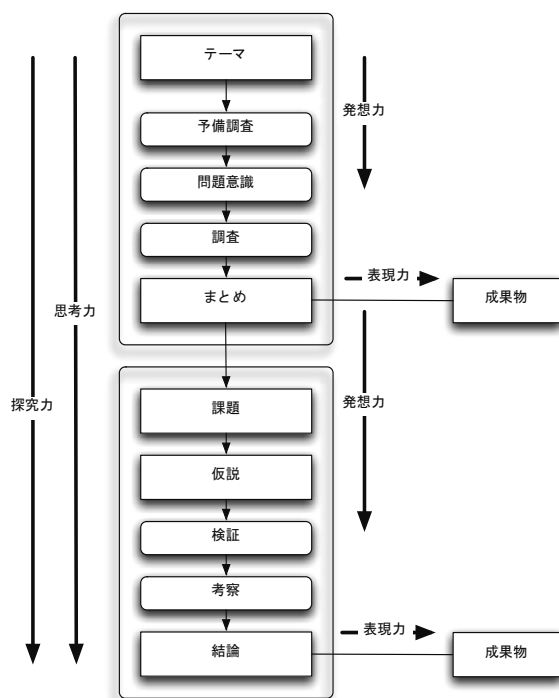 テーマ
発想力
予備調査
問題意識
調査
表現力
まとめ
成果物
思考力
発想力
探究力
課題
仮説
検証
考察
表現力
結論
成果物